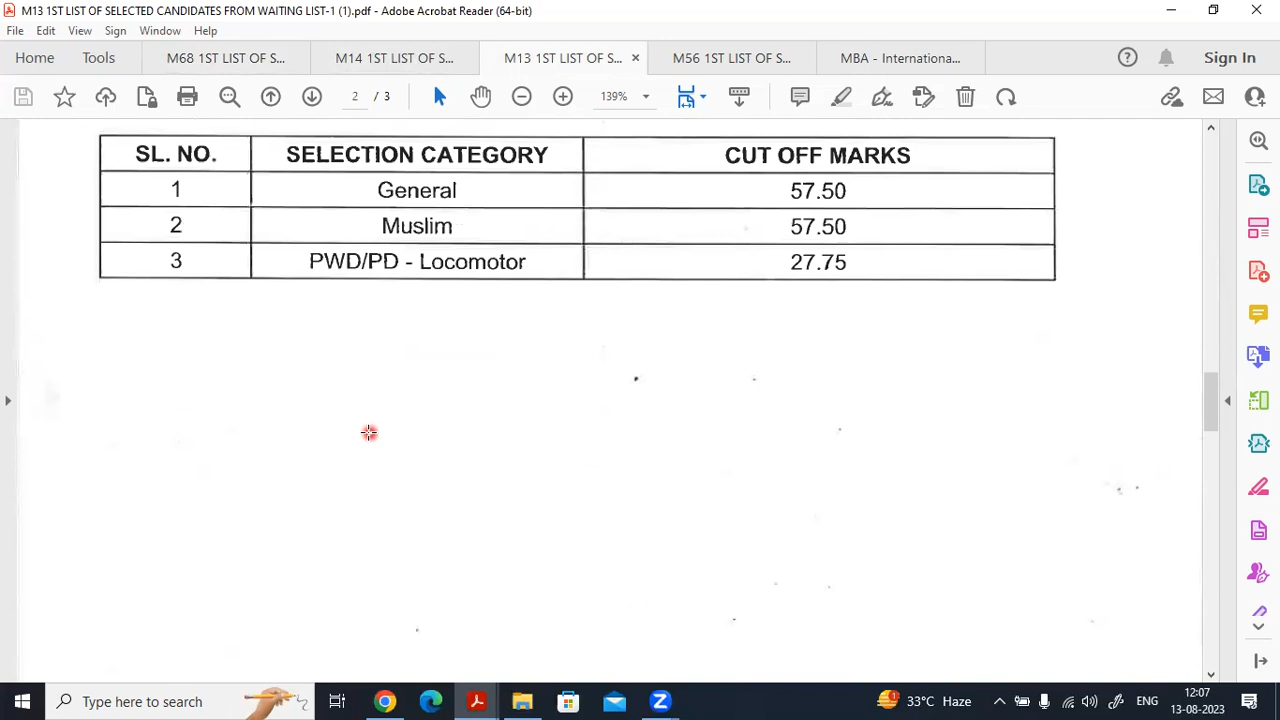 M13 1ST LIST OF SELECTED CANDIDATES FROM WAITING LIST-1 (1).pdf - Adobe Acrobat Reader (64-bit)
File Edit View Sign Window Help
Home Tools M68 1ST LIST OF S... M14 1ST LIST OF S... M13 1ST LIST OF S... × M56 1ST LIST OF S... MBA - Internationa... Sign In
2 / 3 139%
SL. NO. SELECTION CATEGORY CUT OFF MARKS
1 General 57.50
2 Muslim 57.50
3 PWD/PD - Locomotor 27.75
Type here to search 33°C Haze ENG 12:07
13-08-2023